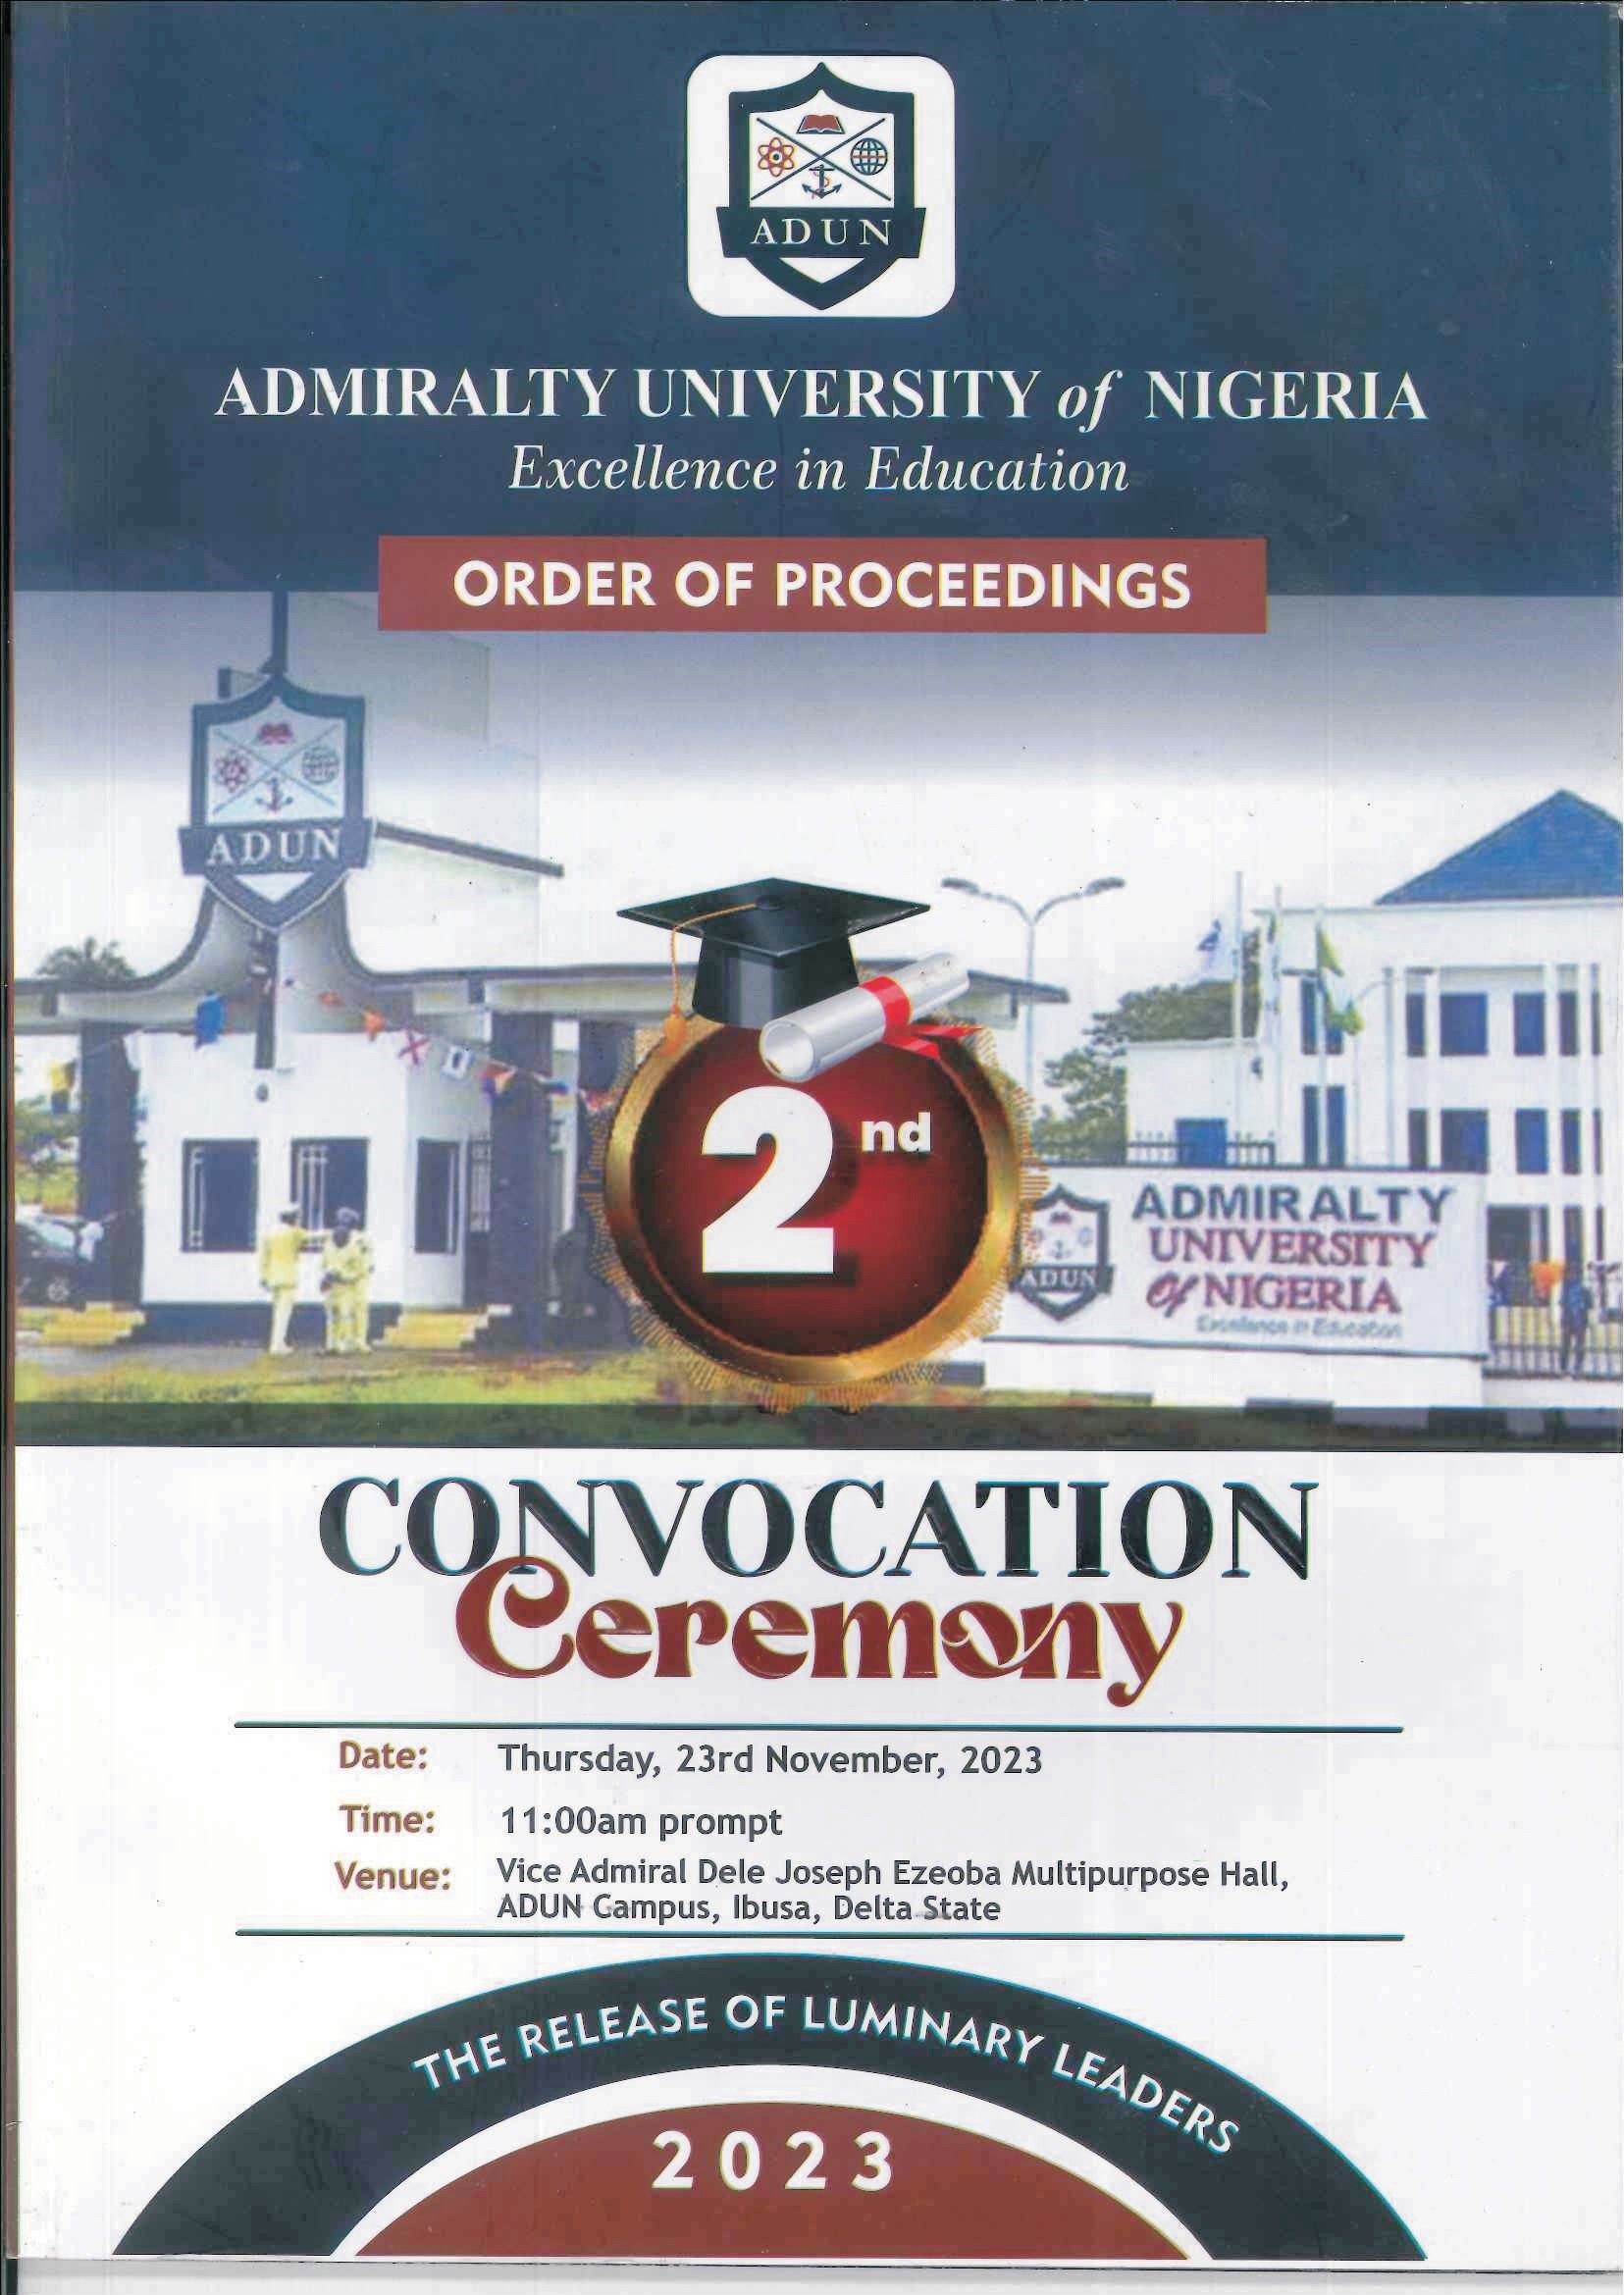 ADUN
ADMIRALTY UNIVERSITY of NIGERIA
Excellence in Education
ORDER OF PROCEEDINGS
ADUN
2nd
ADMIRALTY
UNIVERSITY
of NIGERIA
Excellence in Education
ADUN
CONVOCATION
Ceremony
Date: Thursday, 23rd November, 2023
Time: 11:00am prompt
Venue: Vice Admiral Dele Joseph Ezeoba Multipurpose Hall,
ADUN Campus, Ibusa, Delta State
THE RELEASE OF LUMINARY LEADERS
2023